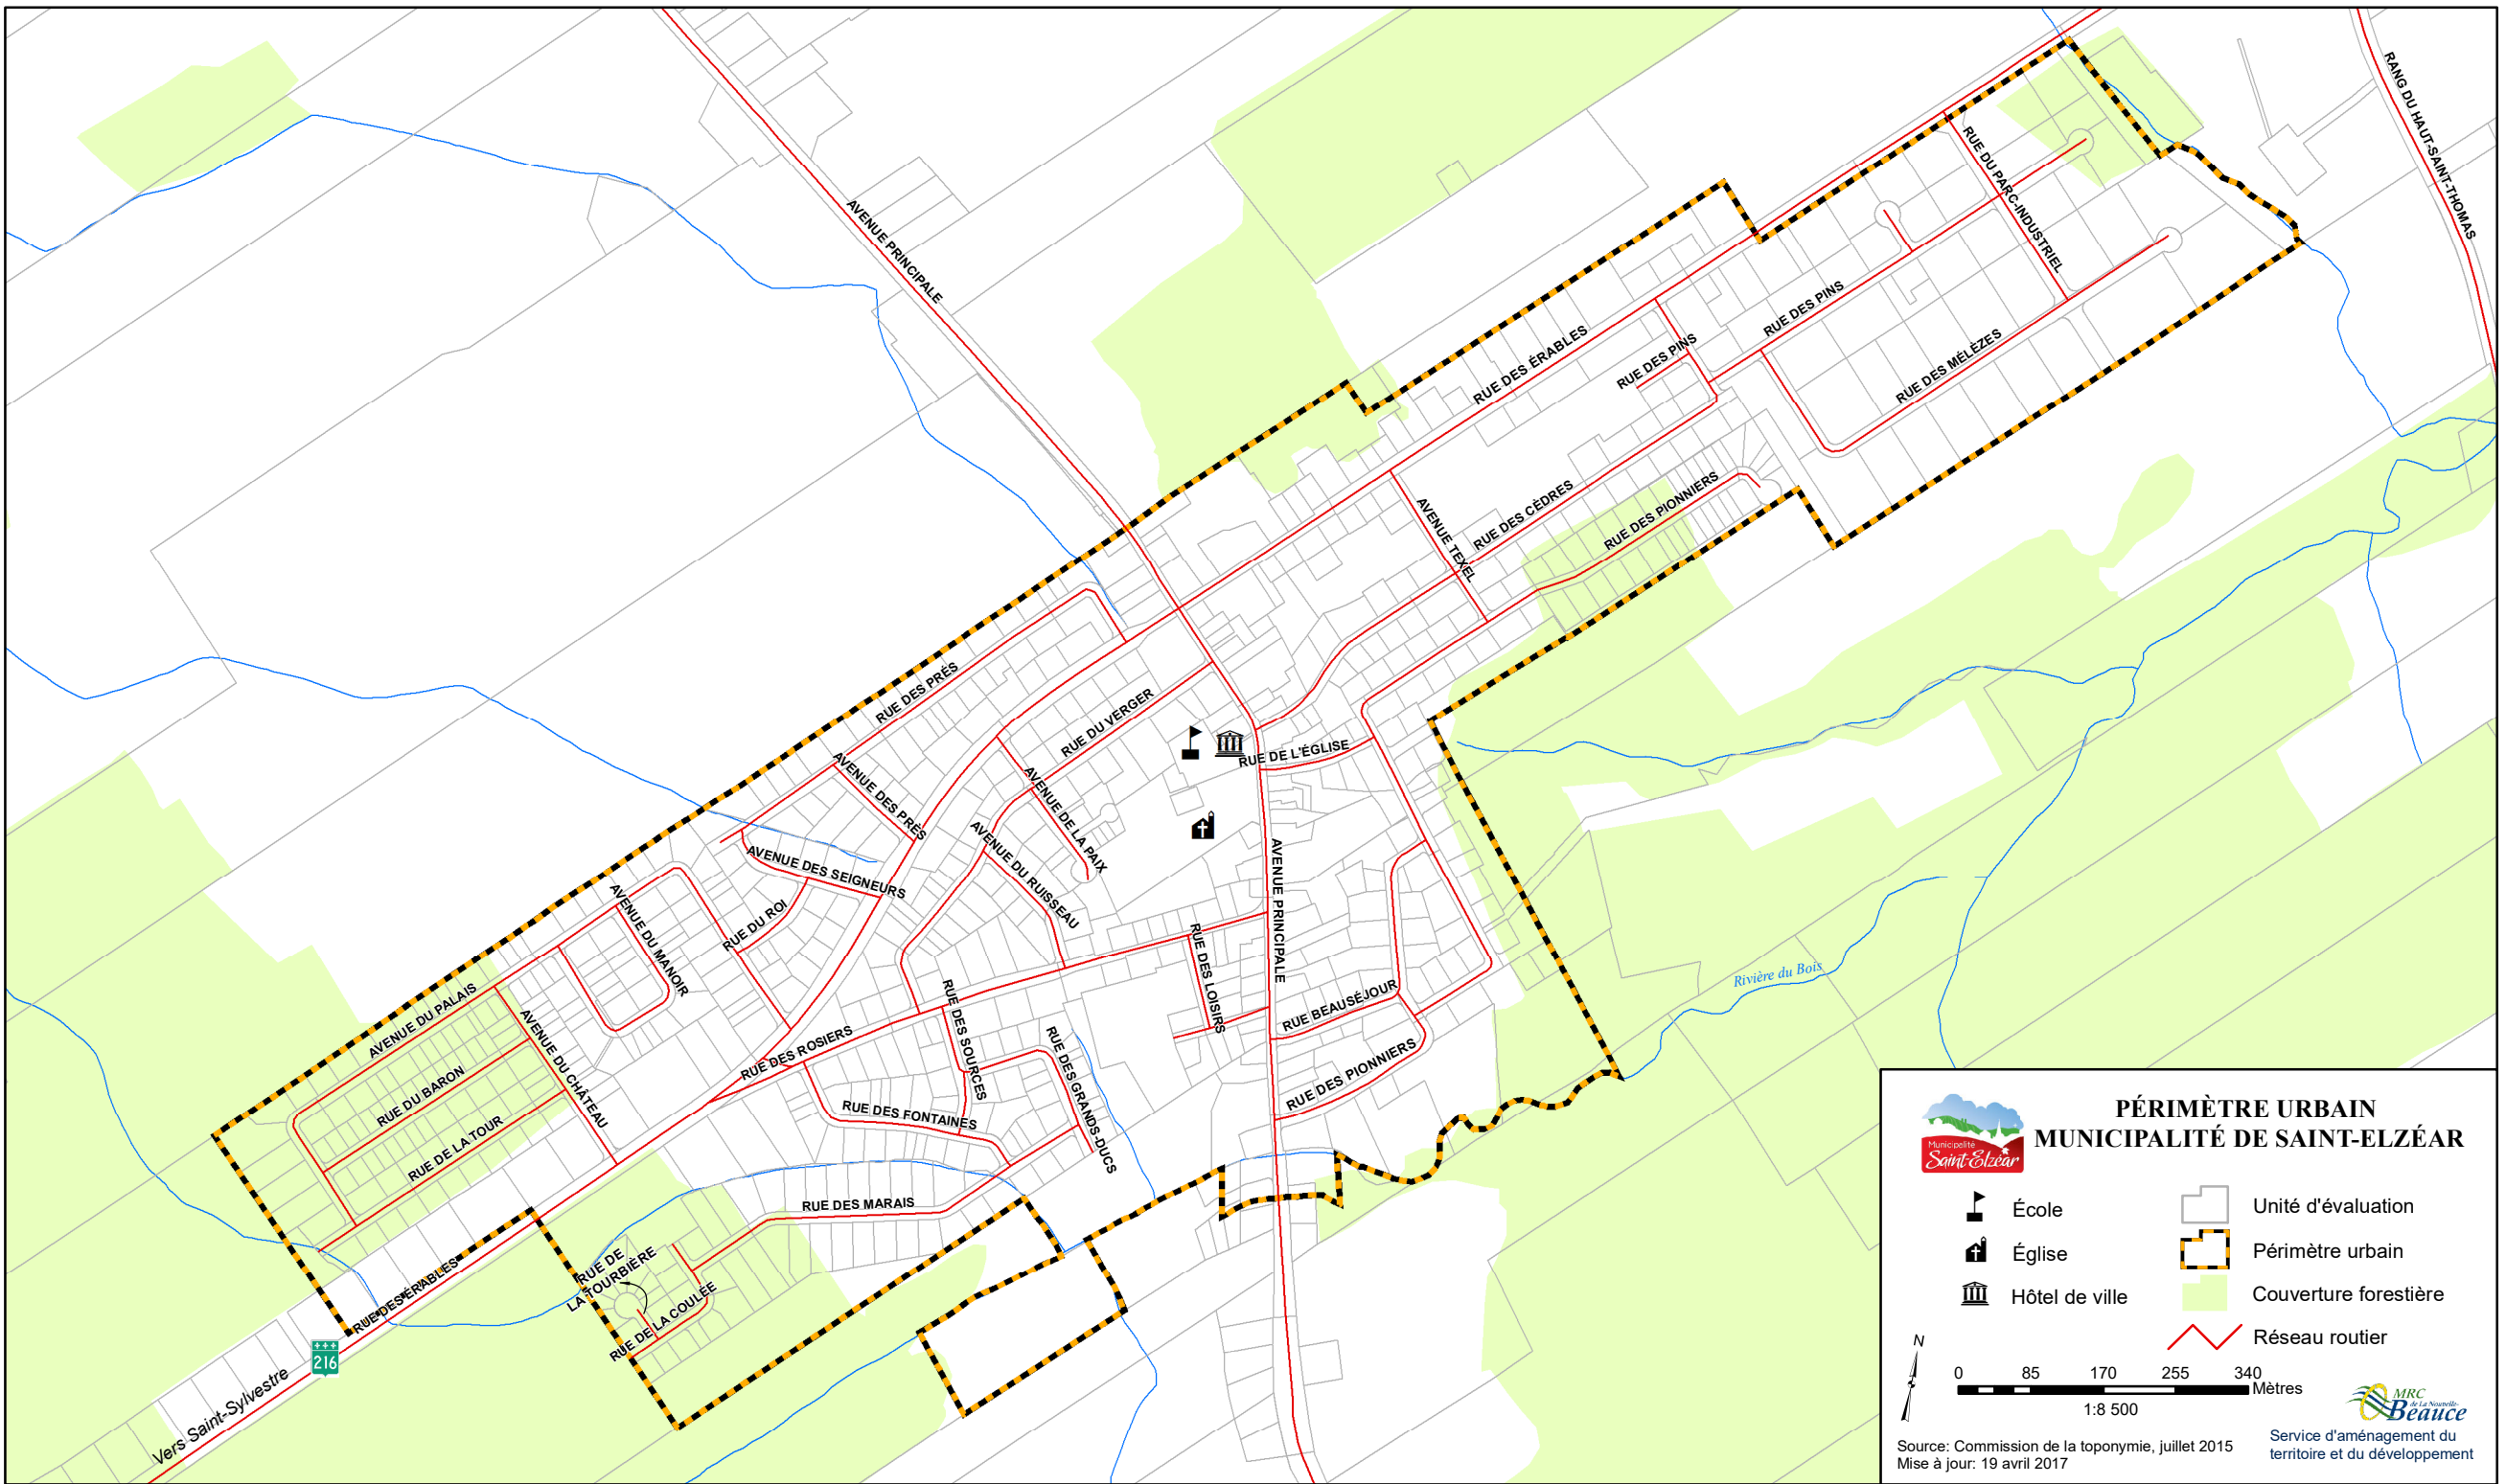 RANG DU HAUT-SAINT-THOMAS
RUE DU PARC-INDUSTRIEL
AVENUE PRINCIPALE
RUE DES PINS
RUE DES ÉRABLES
RUE DES PINS
RUE DES MÉLÈZES
AVENUE TEXEL
RUE DES CÈDRES
RUE DES PIONNIERS
RUE DES PRÉS
RUE DU VERGER
RUE DE L'ÉGLISE
AVENUE DES PRÉS
AVENUE DE LA PAIX
AVENUE DU RUISSEAU
AVENUE DES SEIGNEURS
AVENUE PRINCIPALE
RUE DU ROI
AVENUE DU MANOIR
RUE DES LOISIRS
Rivière du Bois
AVENUE DU PALAIS
AVENUE DU CHÂTEAU
RUE DES ROSIERS
RUE DES SOURCES
RUE BEAUSÉJOUR
RUE DES GRANDS-DUCS
RUE DU BARON
RUE DES FONTAINES
RUE DES PIONNIERS
RUE DE LA TOUR
RUE DES MARAIS
RUE DE
LA TOURBIÈRE
RUE DES ÉRABLES
RUE DE LA COULÉE
216
Vers Saint-Sylvestre
Municipalité
Saint-Elzéar
PÉRIMÈTRE URBAIN
MUNICIPALITÉ DE SAINT-ELZÉAR
École
Église
Hôtel de ville
Unité d'évaluation
Périmètre urbain
Couverture forestière
Réseau routier
N
0 85 170 255 340
Mètres
1:8 500
MRC
de La Nouvelle-
Beauce
Service d'aménagement du
territoire et du développement
Source: Commission de la toponymie, juillet 2015
Mise à jour: 19 avril 2017